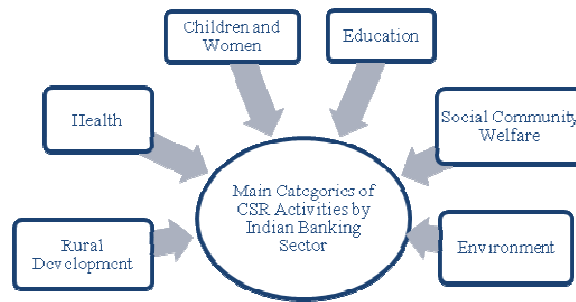 Children and
Women
Education
Health
Social Community
Welfare
Main Categories of
CSR Activities by
Indian Banking
Sector
Rural
Development
Environment